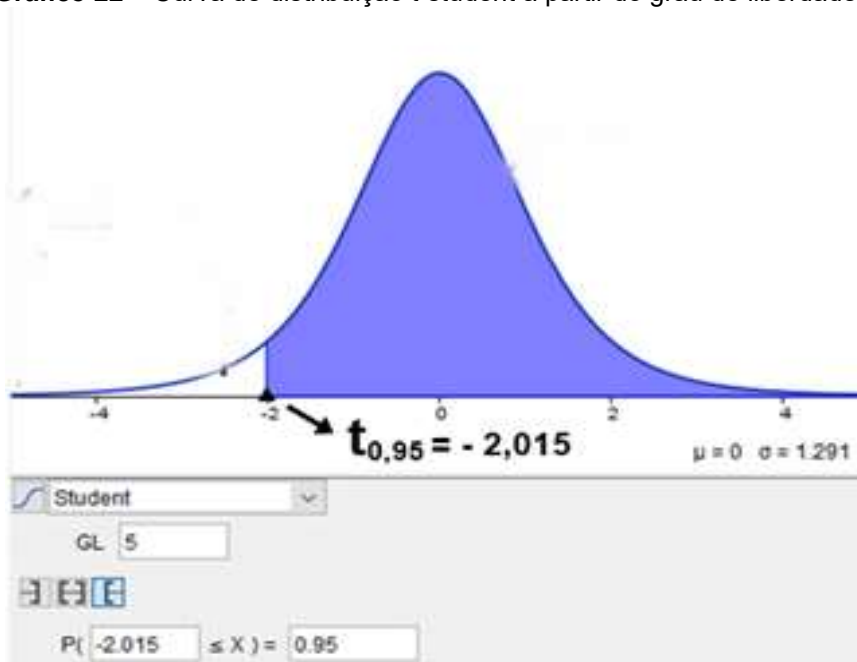 Curva de distribuição t student a partir do grau de liberdade
-4 -2 0 2 4
t0,95 = - 2,015
μ = 0 σ = 1.291
Student
GL 5
P( -2.015 ≤ X ) = 0.95